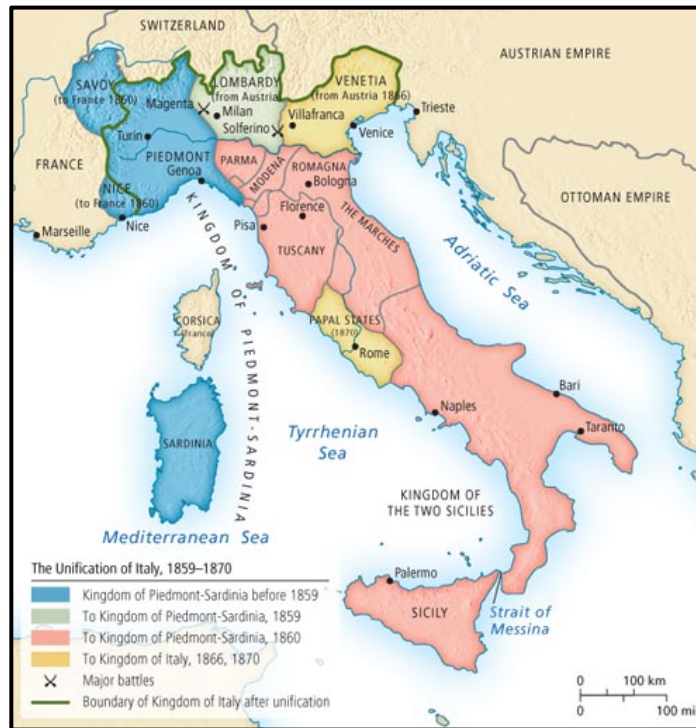 SWITZERLAND
AUSTRIAN EMPIRE
SAVOY
(to France 1860)
LOMBARDY
(from Austria)
VENETIA
(from Austria 1866)
Magenta
Milan
Solferino
Villafranca
Trieste
Venice
Turin
FRANCE
PIEDMONT
Genoa
PARMA
MODENA
ROMAGNA
Bologna
OTTOMAN EMPIRE
NICE
(to France 1860)
Nice
Marseille
Florence
Pisa
THE MARCHES
TUSCANY
Adriatic Sea
KINGDOM OF PIEDMONT-SARDINIA
CORSICA
(France)
PAPAL STATES
(1870)
Rome
Bari
Naples
Taranto
SARDINIA
Tyrrhenian
Sea
KINGDOM OF
THE TWO SICILIES
Mediterranean Sea
Palermo
SICILY
Strait of
Messina
The Unification of Italy, 1859–1870
Kingdom of Piedmont-Sardinia before 1859
To Kingdom of Piedmont-Sardinia, 1859
To Kingdom of Piedmont-Sardinia, 1860
To Kingdom of Italy, 1866, 1870
Major battles
Boundary of Kingdom of Italy after unification
0 100 km
0 100 mi